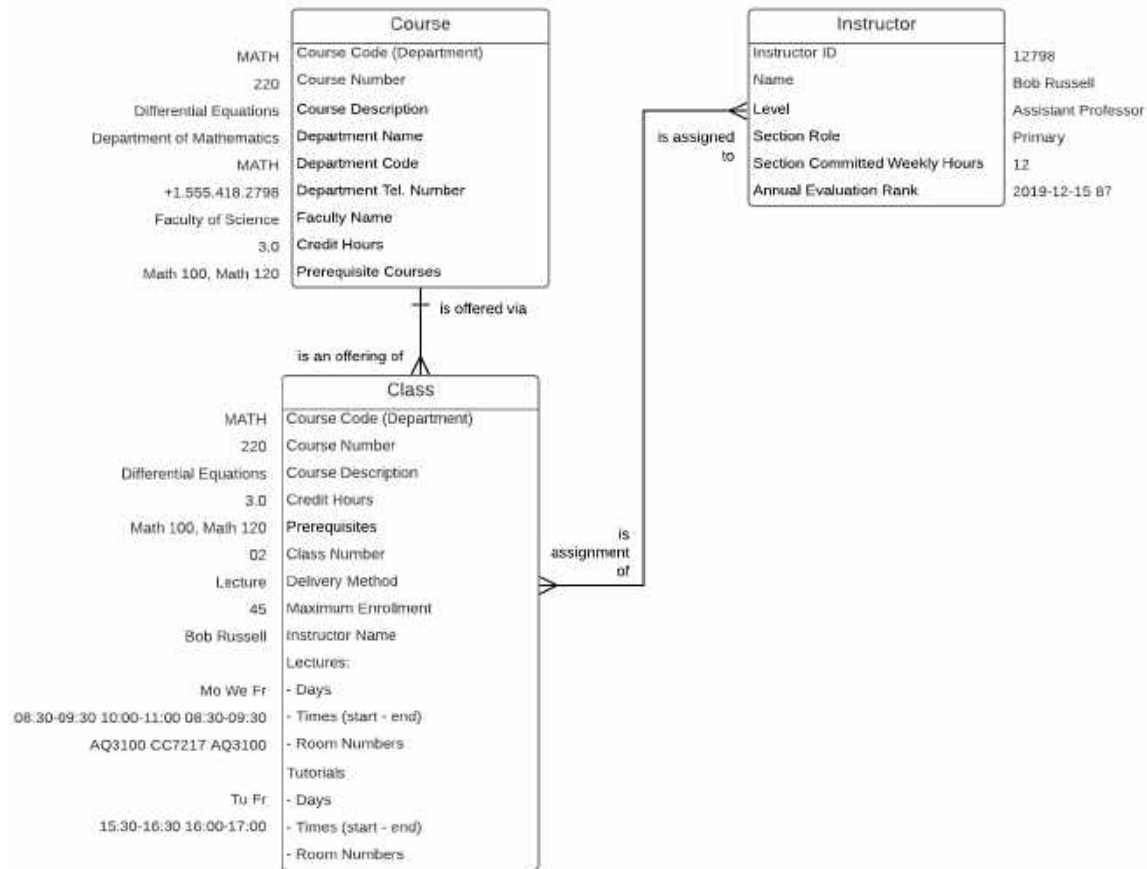 Course
MATH Course Code (Department)
220 Course Number
Differential Equations Course Description
Department of Mathematics Department Name
MATH Department Code
+1.555.418.2798 Department Tel. Number
Faculty of Science Faculty Name
3.0 Credit Hours
Math 100, Math 120 Prerequisite Courses
is offered via
is an offering of
Instructor
Instructor ID 12798
Name Bob Russell
Level Assistant Professor
Section Role Primary
Section Committed Weekly Hours 12
Annual Evaluation Rank 2019-12-15 87
is assigned
to
Class
MATH Course Code (Department)
220 Course Number
Differential Equations Course Description
3.0 Credit Hours
Math 100, Math 120 Prerequisites
02 Class Number
Lecture Delivery Method
45 Maximum Enrollment
Bob Russell Instructor Name
Lectures:
Mo We Fr - Days
08:30-09:30 10:00-11:00 08:30-09:30 - Times (start - end)
AQ3100 CC7217 AQ3100 - Room Numbers
Tutorials
Tu Fr - Days
15:30-16:30 16:00-17:00 - Times (start - end)
- Room Numbers
is
assignment
of